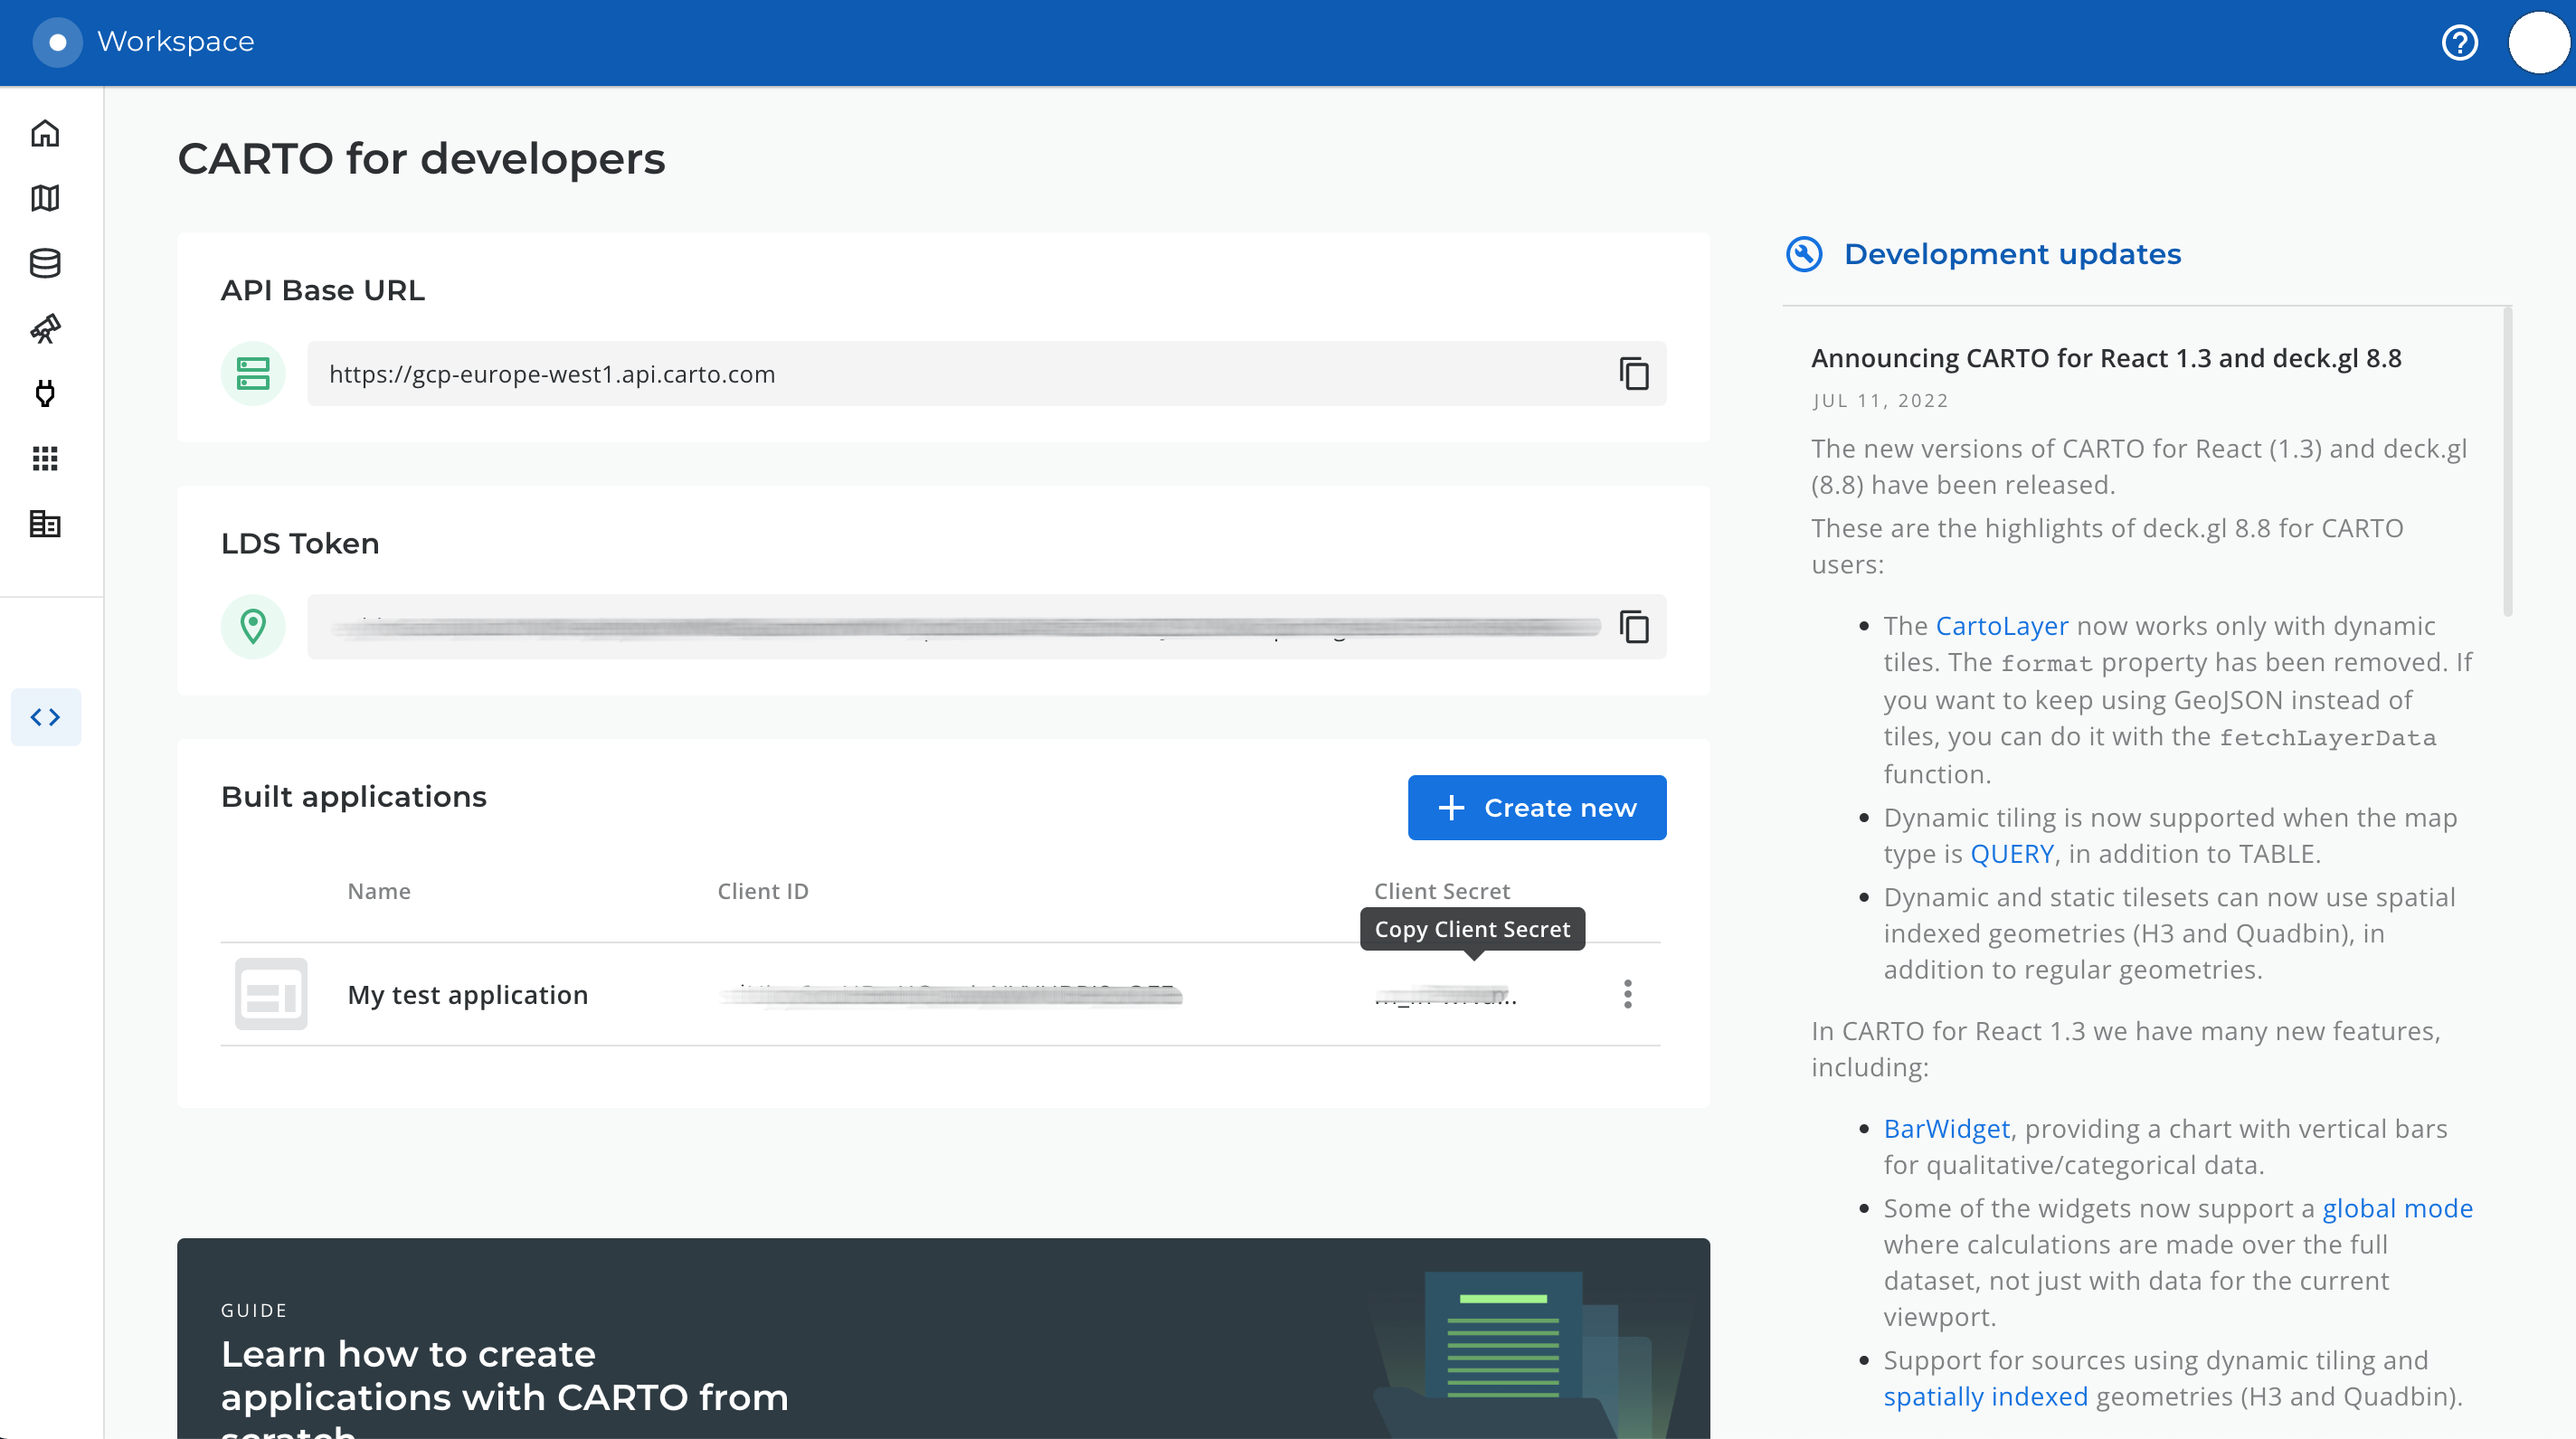 Workspace
CARTO for developers
API Base URL
https://gcp-europe-west1.api.carto.com
LDS Token
Built applications
Create new
Name
Client ID
Client Secret
Copy Client Secret
My test application
GUIDE
Learn how to create
applications with CARTO from
scratch
Development updates
Announcing CARTO for React 1.3 and deck.gl 8.8
JUL 11, 2022
The new versions of CARTO for React (1.3) and deck.gl
(8.8) have been released.
These are the highlights of deck.gl 8.8 for CARTO
users:
The CartoLayer now works only with dynamic
tiles. The format property has been removed. If
you want to keep using GeoJSON instead of
tiles, you can do it with the fetchLayerData
function.
Dynamic tiling is now supported when the map
type is QUERY, in addition to TABLE.
Dynamic and static tilesets can now use spatial
indexed geometries (H3 and Quadbin), in
addition to regular geometries.
In CARTO for React 1.3 we have many new features,
including:
BarWidget, providing a chart with vertical bars
for qualitative/categorical data.
Some of the widgets now support a global mode
where calculations are made over the full
dataset, not just with data for the current
viewport.
Support for sources using dynamic tiling and
spatially indexed geometries (H3 and Quadbin).